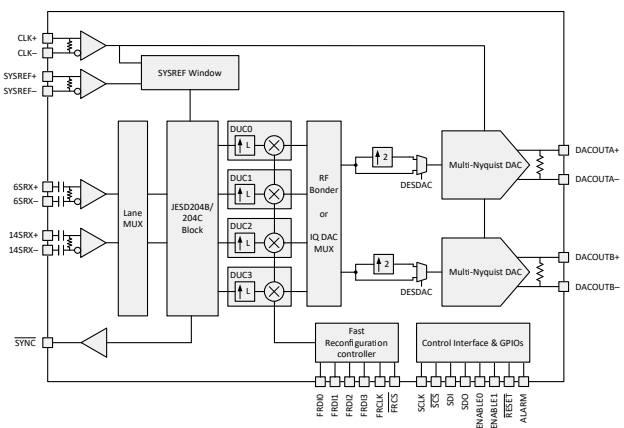 CLK+
CLK–
SYSREF+
SYSREF–
SYSREF Window
DUC0
L
DUC1
L
DUC2
L
DUC3
L
6SRX+
6SRX–
14SRX+
14SRX–
Lane
MUX
JESD204B/
204C
Block
RF
Bonder
or
IQ DAC
MUX
2
DESDAC
2
DESDAC
Multi-Nyquist DAC
Multi-Nyquist DAC
DACOUTA+
DACOUTA–
DACOUTB+
DACOUTB–
SYNC
Fast
Reconfiguration
controller
Control Interface & GPIOs
FRDI0
FRDI1
FRDI2
FRDI3
FRCLK
FRCS
SCLK
SCS
SDI
SDO
ENABLE0
ENABLE1
RESET
ALARM